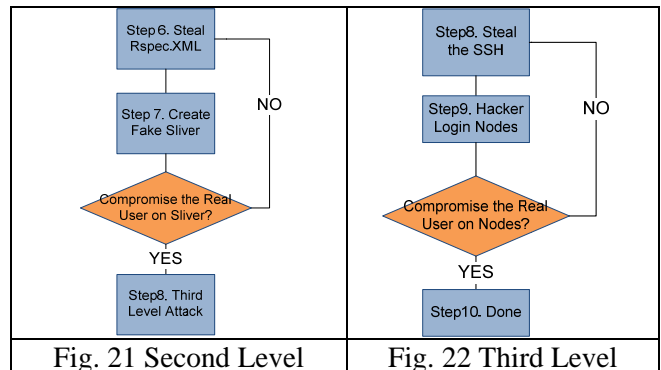 Step 6. Steal
Rspec.XML
NO
Step 7. Create
Fake Sliver
Compromise the Real
User on Sliver?
YES
Step8. Third
Level Attack
Fig. 21 Second Level
Step8. Steal
the SSH
Step9. Hacker
Login Nodes
NO
Compromise the Real
User on Nodes?
YES
Step10. Done
Fig. 22 Third Level